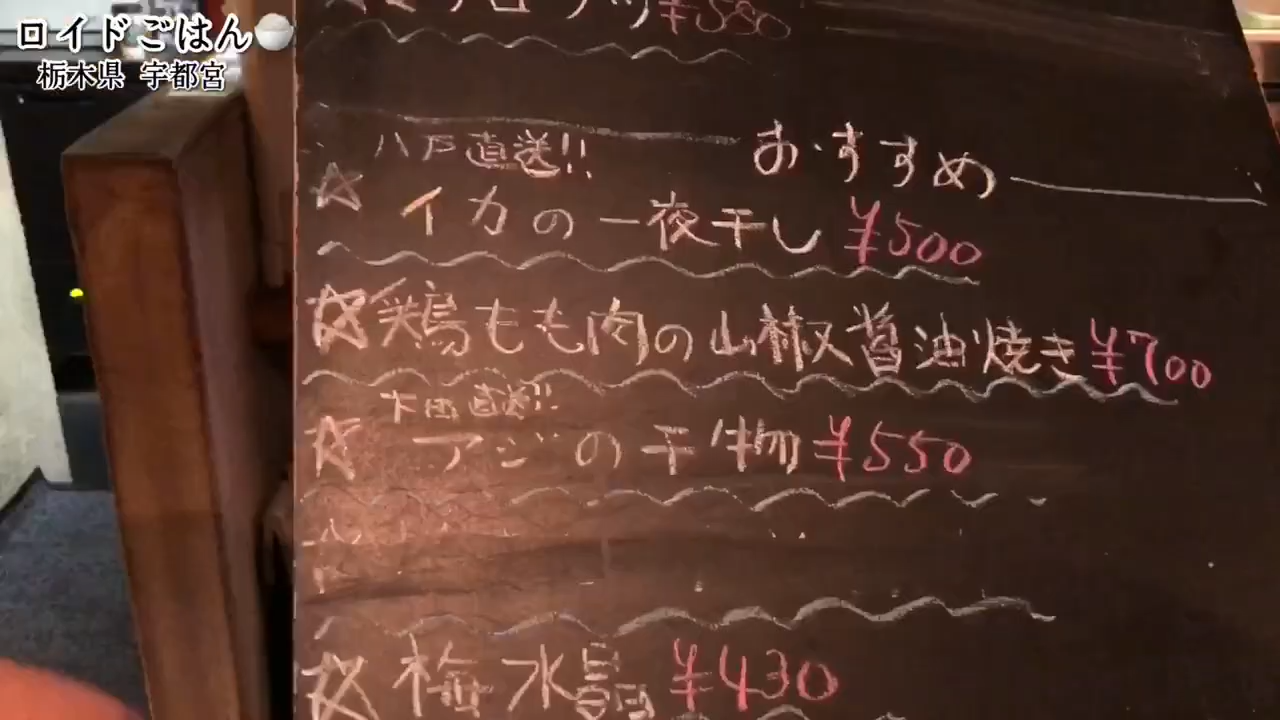 ロイドごはん🍚
栃木県 宇都宮
¥580
おすすめ
八戸直送!!
☆ イカの一夜干し ¥500
☆ 鶏もも肉の山椒醤油焼き ¥700
下田直送!!
☆ アジの干物 ¥550
☆ 梅水晶 ¥430